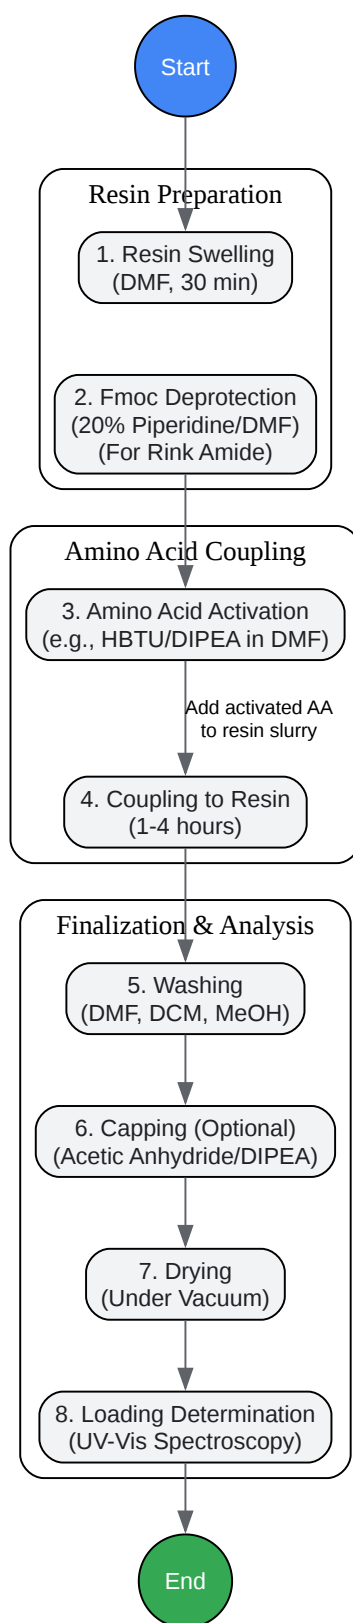 Start
Resin Preparation
1. Resin Swelling
(DMF, 30 min)
2. Fmoc Deprotection
(20% Piperidine/DMF)
(For Rink Amide)
Amino Acid Coupling
3. Amino Acid Activation
(e.g., HBTU/DIPEA in DMF)
Add activated AA
to resin slurry
4. Coupling to Resin
(1-4 hours)
Finalization & Analysis
5. Washing
(DMF, DCM, MeOH)
6. Capping (Optional)
(Acetic Anhydride/DIPEA)
7. Drying
(Under Vacuum)
8. Loading Determination
(UV-Vis Spectroscopy)
End